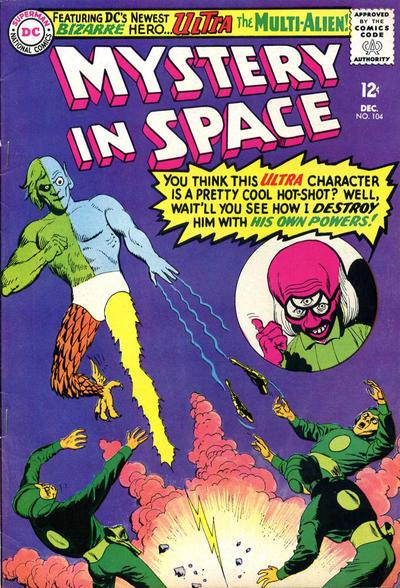 FEATURING DC'S NEWEST
BIZARRE HERO...ULTRA THE MULTI-ALIEN!
SUPERMAN
DC
NATIONAL COMICS
APPROVED
BY THE
COMICS
CODE
CA
AUTHORITY
MYSTERY
IN SPACE
12¢
DEC.
NO. 104
YOU THINK THIS ULTRA CHARACTER
IS A PRETTY COOL HOT-SHOT? WELL,
WAIT'LL YOU SEE HOW I DESTROY
HIM WITH HIS OWN POWERS!